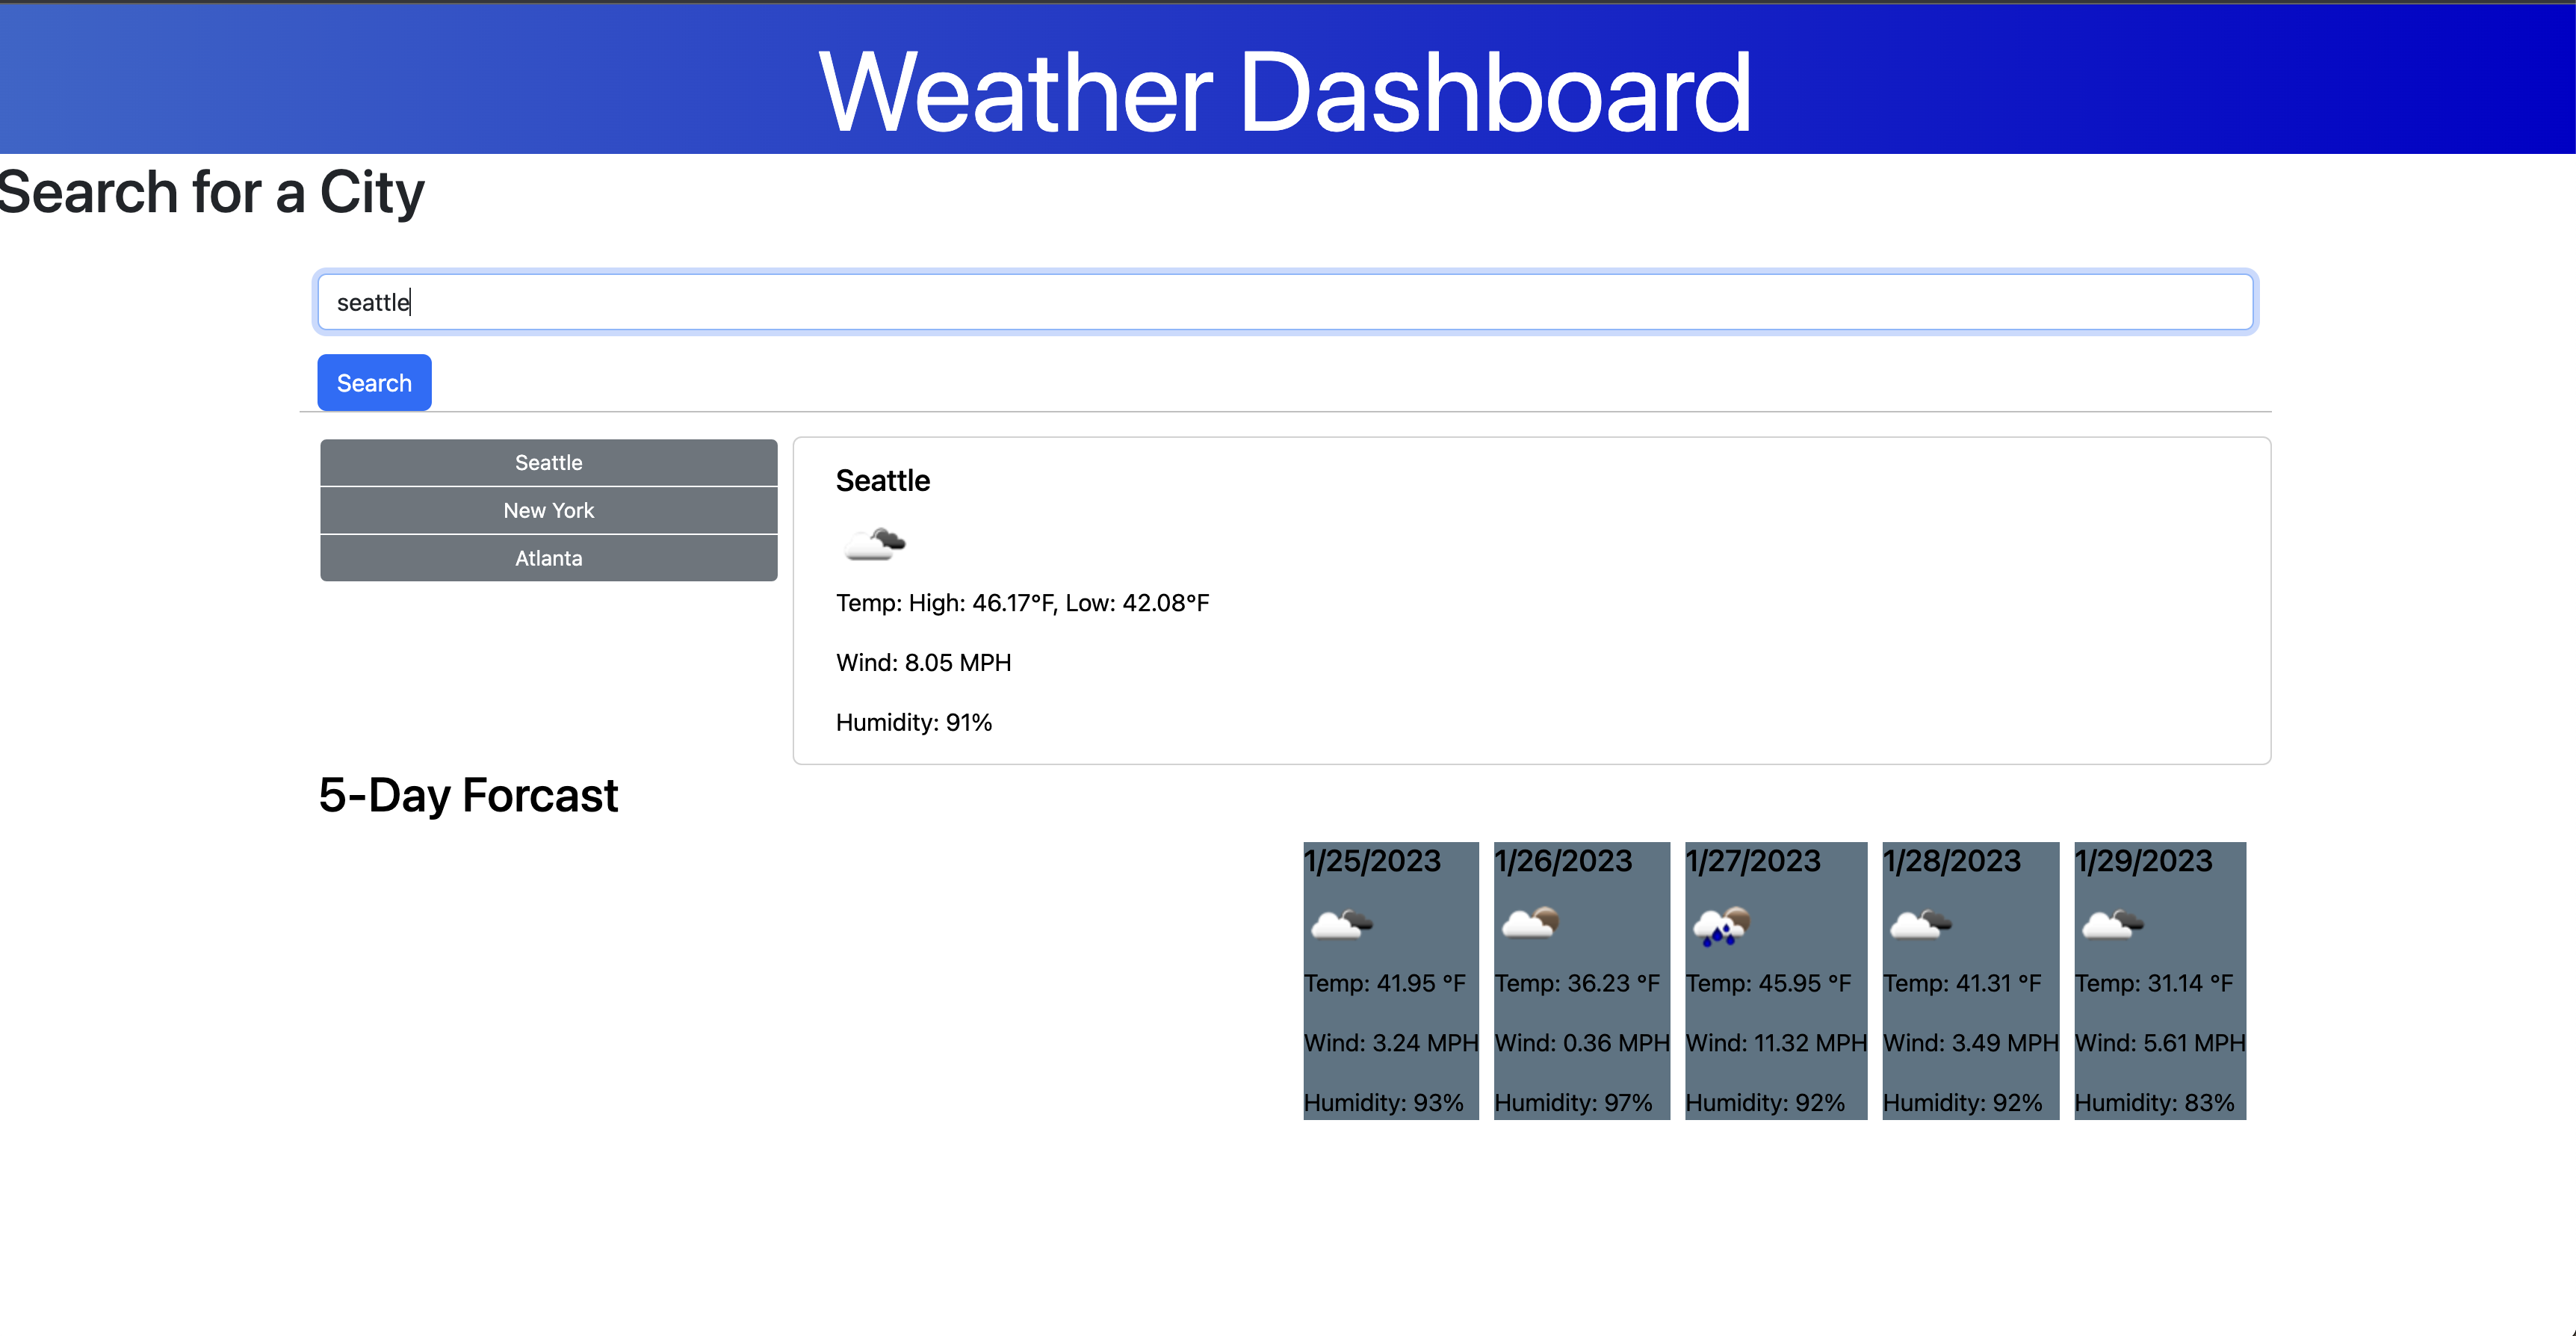 Weather Dashboard
Search for a City
seattle
Search
Seattle
New York
Atlanta
Seattle
Temp: High: 46.17°F, Low: 42.08°F
Wind: 8.05 MPH
Humidity: 91%
5-Day Forcast
1/25/2023
Temp: 41.95 °F
Wind: 3.24 MPH
Humidity: 93%
1/26/2023
Temp: 36.23 °F
Wind: 0.36 MPH
Humidity: 97%
1/27/2023
Temp: 45.95 °F
Wind: 11.32 MPH
Humidity: 92%
1/28/2023
Temp: 41.31 °F
Wind: 3.49 MPH
Humidity: 92%
1/29/2023
Temp: 31.14 °F
Wind: 5.61 MPH
Humidity: 83%